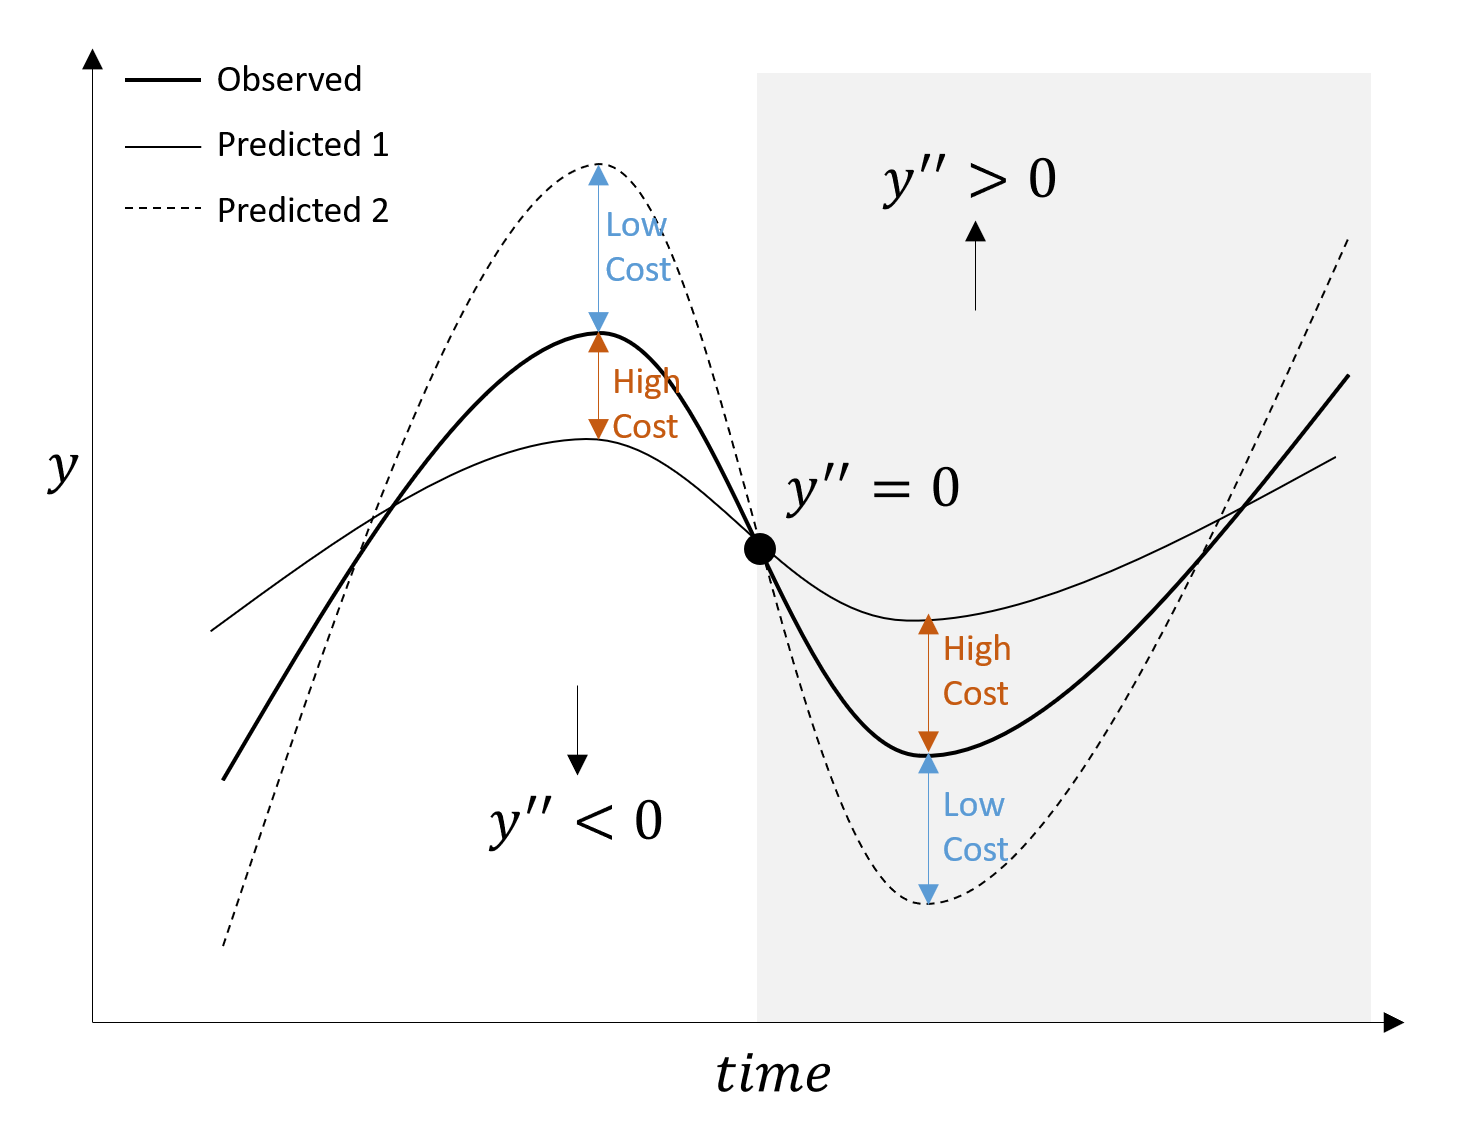 Observed
Predicted 1
Predicted 2
y′′ > 0
Low
Cost
High
Cost
y
y′′ = 0
High
Cost
y′′ < 0
Low
Cost
time